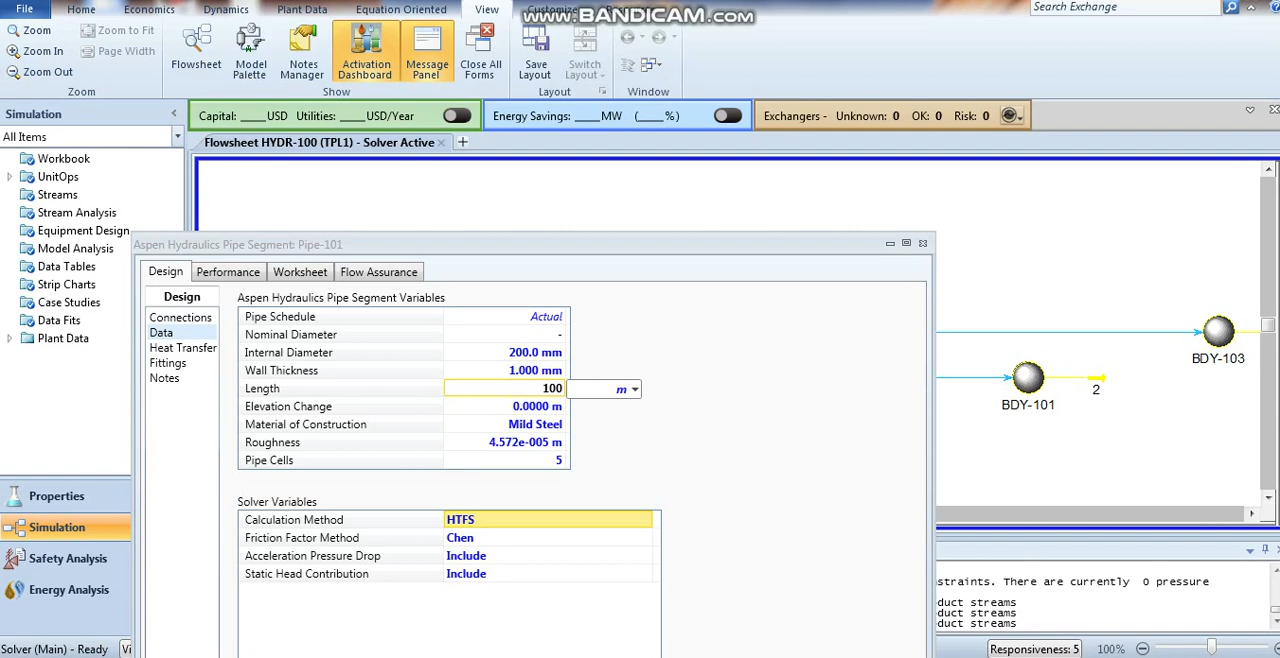 File Home Economics Dynamics Plant Data Equation Oriented View Customize
www.BANDICAM.com
Search Exchange
Zoom Zoom to Fit
Zoom In Page Width
Zoom Out
Zoom
Flowsheet
Model Palette
Notes Manager
Activation Dashboard
Message Panel
Close All Forms
Show
Save Layout
Switch Layout
Layout
Window
Simulation
Capital: ____USD Utilities: ____USD/Year
Energy Savings: ____MW (____%)
Exchangers - Unknown: 0 OK: 0 Risk: 0
All Items
Flowsheet HYDR-100 (TPL1) - Solver Active
Workbook
UnitOps
Streams
Stream Analysis
Equipment Design
Model Analysis
Data Tables
Strip Charts
Case Studies
Data Fits
Plant Data
Properties
Simulation
Safety Analysis
Energy Analysis
Aspen Hydraulics Pipe Segment: Pipe-101
Design Performance Worksheet Flow Assurance
Design
Connections
Data
Heat Transfer
Fittings
Notes
Aspen Hydraulics Pipe Segment Variables
Pipe Schedule Actual
Nominal Diameter -
Internal Diameter 200.0 mm
Wall Thickness 1.000 mm
Length 100 m
Elevation Change 0.0000 m
Material of Construction Mild Steel
Roughness 4.572e-005 m
Pipe Cells 5
Solver Variables
Calculation Method HTFS
Friction Factor Method Chen
Acceleration Pressure Drop Include
Static Head Contribution Include
BDY-103
BDY-101
2
straints. There are currently 0 pressure
duct streams
duct streams
duct streams
Solver (Main) - Ready
Responsiveness: 5 100%